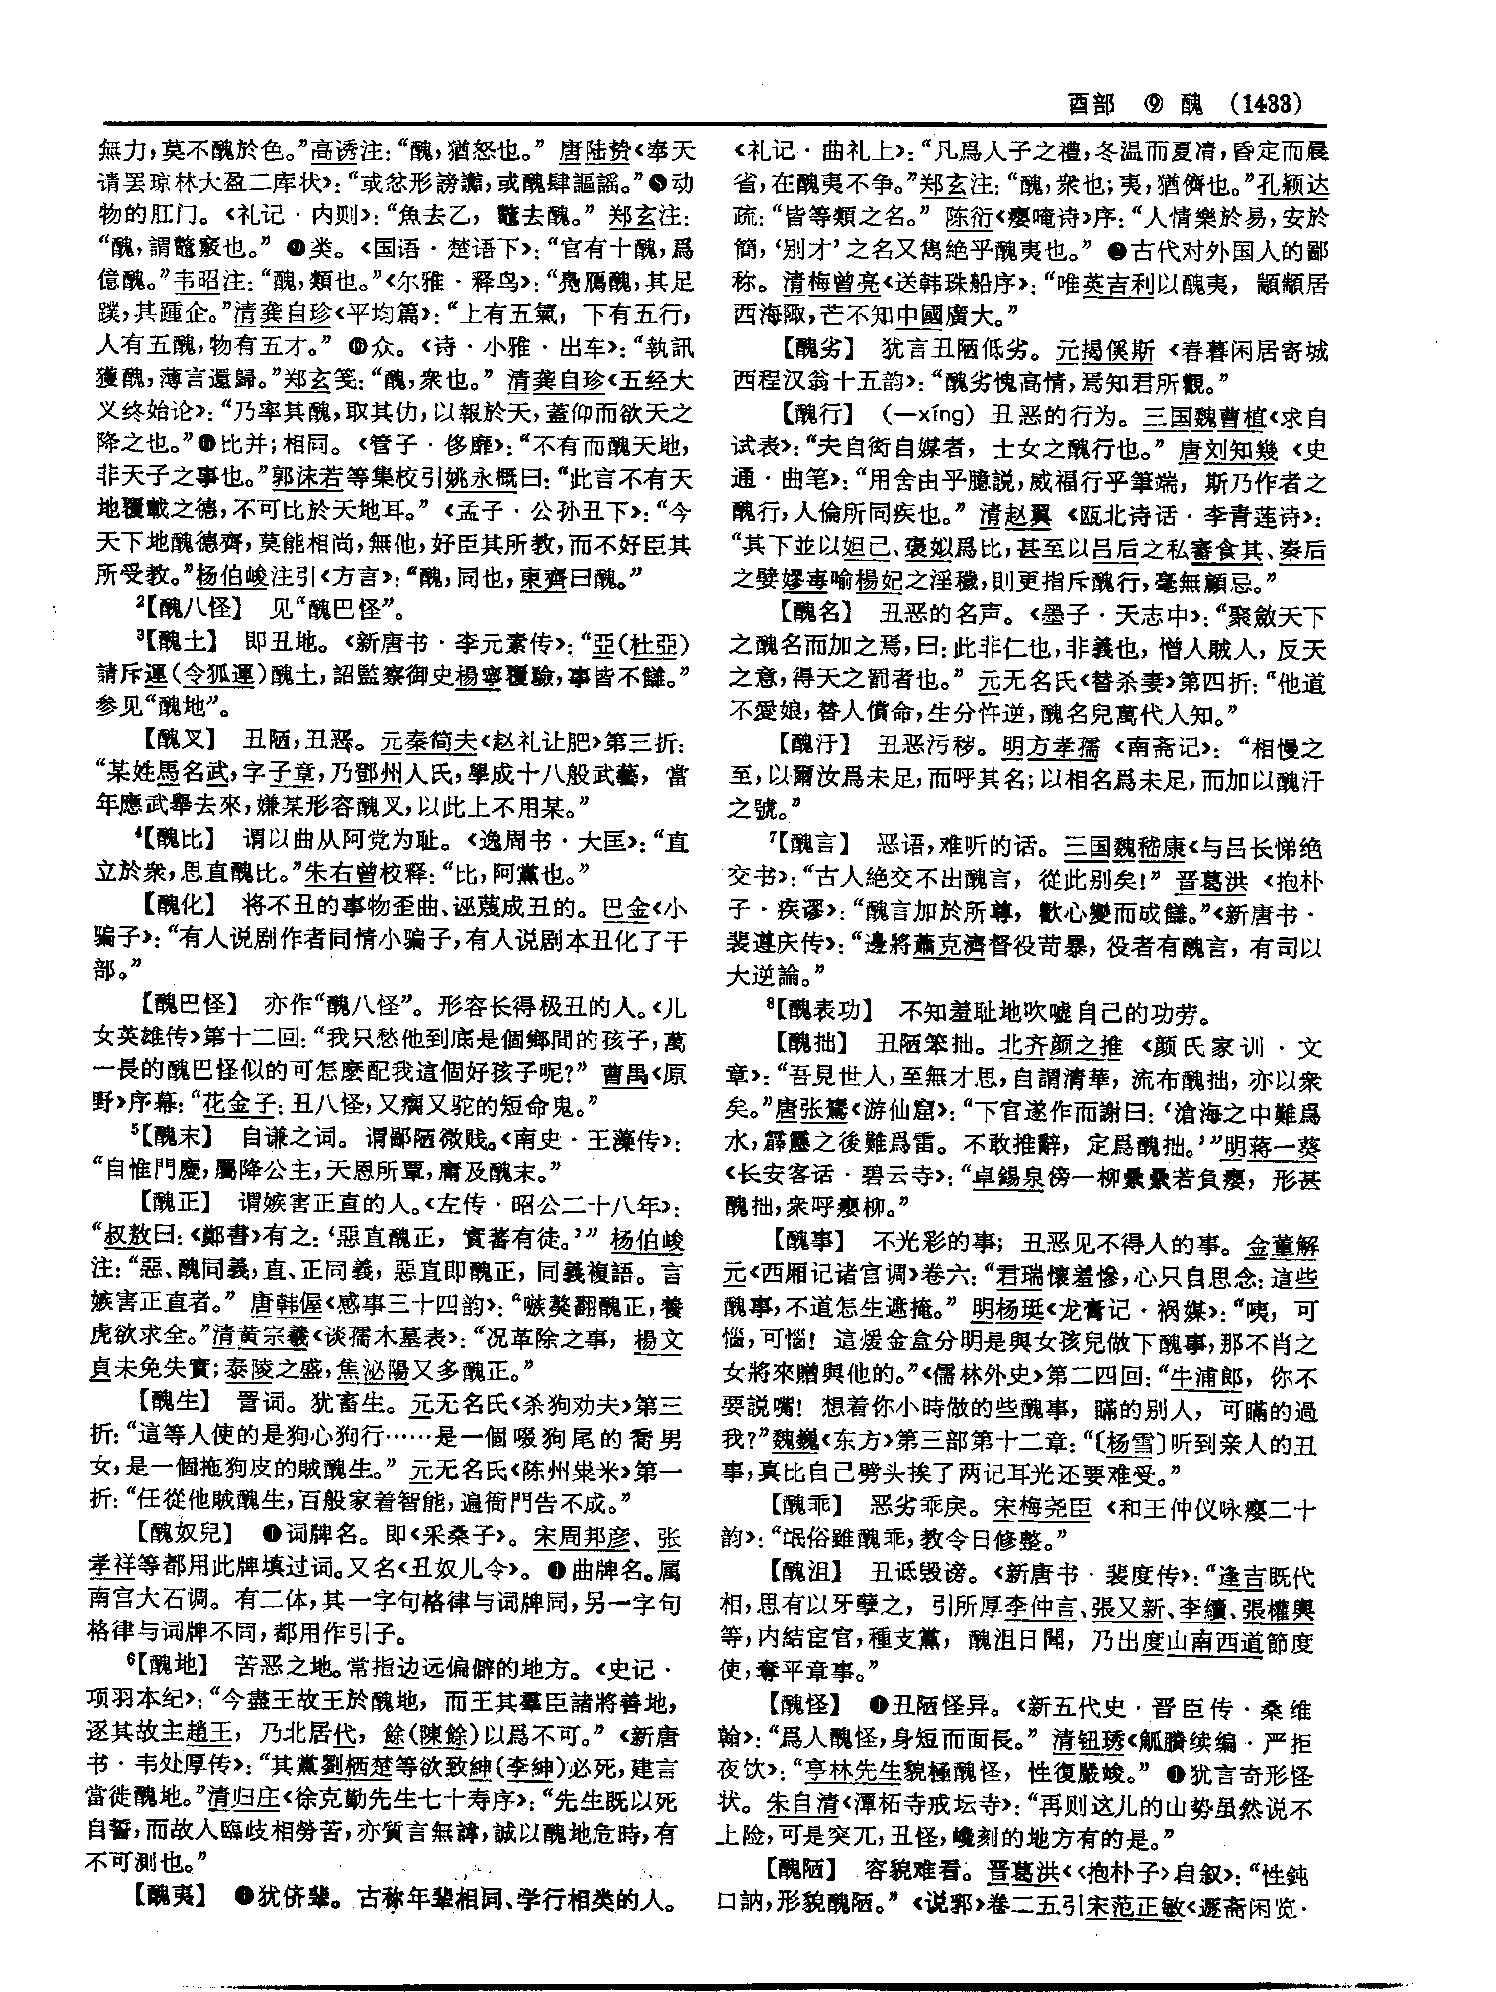 酉部　⑨　醜　(1433)
無力，莫不醜於色。”高诱注：“醜，猶怒也。”　唐陆贽《奉天
请罢琼林大盈二库状》：“或忿形謗讟，或醜肆謳謡。”❾动
物的肛门。《礼记·内则》：“魚去乙，鼈去醜。”郑玄注：
“醜，謂鼈竅也。”　❿类。《国语·楚语下》：“官有十醜，爲
億醜。”韦昭注：“醜，類也。”《尔雅·释鸟》：“鳧鴈醜，其足
蹼，其踵企。”清龚自珍《平均篇》：“上有五氣，下有五行，
人有五醜，物有五才。”　⓫众。《诗·小雅·出车》：“執訊
獲醜，薄言還歸。”郑玄笺：“醜，衆也。”　清龚自珍《五经大
义终始论》：“乃率其醜，取其仂，以報於天，蓋仰而欲天之
降之也。”⓬比并；相同。《管子·侈靡》：“不有而醜天地，
非天子之事也。”郭沫若等集校引姚永概曰：“此言不有天
地覆載之德，不可比於天地耳。”《孟子·公孙丑下》：“今
天下地醜德齊，莫能相尚，無他，好臣其所教，而不好臣其
所受教。”杨伯峻注引《方言》：“醜，同也，東齊曰醜。”
²【醜八怪】　见“醜巴怪”。
³【醜土】　即丑地。《新唐书·李元素传》：“亞(杜亞)
請斥運(令狐運)醜土，詔監察御史楊寧覆驗，事皆不讎。”
参见“醜地”。
【醜叉】　丑陋，丑恶。元秦简夫《赵礼让肥》第三折：
“某姓馬名武，字子章，乃鄧州人氏，學成十八般武藝，當
年應武舉去來，嫌某形容醜叉，以此上不用某。”
⁴【醜比】　谓以曲从阿党为耻。《逸周书·大匡》：“直
立於衆，思直醜比。”朱右曾校释：“比，阿黨也。”
【醜化】　将不丑的事物歪曲、诬蔑成丑的。巴金《小
骗子》：“有人说剧作者同情小骗子，有人说剧本丑化了干
部。”
【醜巴怪】　亦作“醜八怪”。形容长得极丑的人。《儿
女英雄传》第十二回：“我只愁他到底是個鄉間的孩子，萬
一長的醜巴怪似的可怎麽配我這個好孩子呢？”　曹禺《原
野》序幕：“花金子：丑八怪，又瘸又驼的短命鬼。”
⁵【醜末】　自谦之词。谓鄙陋微贱。《南史·王藻传》：
“自惟門慶，屬降公主，天恩所覃，庸及醜末。”
【醜正】　谓嫉害正直的人。《左传·昭公二十八年》：
“叔敖曰：《鄭書》有之：‘惡直醜正，實蕃有徒。’”　杨伯峻
注：“惡、醜同義，直、正同義，惡直即醜正，同義複語。言
嫉害正直者。”　唐韩偓《感事三十四韵》：“嗾獒翻醜正，養
虎欲求全。”清黄宗羲《谈孺木墓表》：“况革除之事，楊文
貞未免失實；泰陵之盛，焦泌陽又多醜正。”
【醜生】　詈词。犹畜生。元无名氏《杀狗劝夫》第三
折：“這等人使的是狗心狗行……是一個啜狗尾的喬男
女，是一個拖狗皮的賊醜生。”　元无名氏《陈州粜米》第一
折：“任從他賊醜生，百般家着智能，遍衙門告不成。”
【醜奴兒】　❶词牌名。即《采桑子》。宋周邦彦、张
孝祥等都用此牌填过词。又名《丑奴儿令》。　❷曲牌名。属
南宫大石调。有二体，其一字句格律与词牌同，另一字句
格律与词牌不同，都用作引子。
⁶【醜地】　苦恶之地。常指边远偏僻的地方。《史记·
项羽本纪》：“今盡王故王於醜地，而王其羣臣諸將善地，
逐其故主趙王，乃北居代，餘(陳餘)以爲不可。”《新唐
书·韦处厚传》：“其黨劉栖楚等欲致紳(李紳)必死，建言
當徙醜地。”清归庄《徐克勤先生七十寿序》：“先生既以死
自誓，而故人臨歧相勞苦，亦質言無諱，誠以醜地危時，有
不可測也。”
【醜夷】　❶犹侪辈。古称年辈相同、学行相类的人。
《礼记·曲礼上》：“凡爲人子之禮，冬温而夏凊，昏定而晨
省，在醜夷不争。”郑玄注：“醜，衆也；夷，猶儕也。”孔颖达
疏：“皆等類之名。”　陈衍《瘿唵诗》序：“人情樂於易，安於
簡，‘别才’之名又雋絶乎醜夷也。”　❷古代对外国人的鄙
称。清梅曾亮《送韩珠船序》：“唯英吉利以醜夷，顓顓居
西海陬，芒不知中國廣大。”
【醜劣】　犹言丑陋低劣。元揭傒斯《春暮闲居寄城
西程汉翁十五韵》：“醜劣愧高情，焉知君所觀。”
【醜行】　(—xíng)　丑恶的行为。三国魏曹植《求自
试表》：“夫自衒自媒者，士女之醜行也。”　唐刘知幾《史
通·曲笔》：“用舍由乎臆説，威福行乎筆端，斯乃作者之
醜行，人倫所同疾也。”　清赵翼《瓯北诗话·李青莲诗》：
“其下並以妲己、褒姒爲比，甚至以吕后之私審食其、秦后
之嬖嫪毐喻楊妃之淫穢，則更指斥醜行，毫無顧忌。”
【醜名】　丑恶的名声。《墨子·天志中》：“聚斂天下
之醜名而加之焉，曰：此非仁也，非義也，憎人賊人，反天
之意，得天之罰者也。”　元无名氏《替杀妻》第四折：“他道
不愛娘，替人償命，生分忤逆，醜名兒萬代人知。”
【醜汙】　丑恶污秽。明方孝孺《南斋记》：“相慢之
至，以爾汝爲未足，而呼其名；以相名爲未足，而加以醜汙
之號。”
⁷【醜言】　恶语，难听的话。三国魏嵇康《与吕长悌绝
交书》：“古人絶交不出醜言，從此别矣！”　晋葛洪《抱朴
子·疾谬》：“醜言加於所尊，歡心變而成讎。”《新唐书·
裴遵庆传》：“邊將蕭克濟督役苛暴，役者有醜言，有司以
大逆論。”
⁸【醜表功】　不知羞耻地吹嘘自己的功劳。
【醜拙】　丑陋笨拙。北齐颜之推《颜氏家训·文
章》：“吾見世人，至無才思，自謂清華，流布醜拙，亦以衆
矣。”唐张鷟《游仙窟》：“下官遂作而謝曰：‘滄海之中難爲
水，霹靂之後難爲雷。不敢推辭，定爲醜拙。’”明蒋一葵
《长安客话·碧云寺》：“卓錫泉傍一柳纍纍若負癭，形甚
醜拙，衆呼癭柳。”
【醜事】　不光彩的事；丑恶见不得人的事。金董解
元《西厢记诸宫调》卷六：“君瑞懷羞慘，心只自思念：這些
醜事，不道怎生遮掩。”　明杨珽《龙膏记·祸媒》：“咦，可
惱，可惱！這煖金盒分明是與女孩兒做下醜事，那不肖之
女將來贈與他的。”《儒林外史》第二四回：“牛浦郎，你不
要説嘴！想着你小時做的些醜事，瞞的别人，可瞞的過
我？”魏巍《东方》第三部第十二章：“〔杨雪〕听到亲人的丑
事，真比自己劈头挨了两记耳光还要难受。”
【醜乖】　恶劣乖戾。宋梅尧臣《和王仲仪咏瘿二十
韵》：“氓俗雖醜乖，教令日修整。”
【醜沮】　丑诋毁谤。《新唐书·裴度传》：“逢吉既代
相，思有以牙孽之，引所厚李仲言、張又新、李續、張權輿
等，内結宦官，種支黨，醜沮日聞，乃出度山南西道節度
使，奪平章事。”
【醜怪】　❶丑陋怪异。《新五代史·晋臣传·桑维
翰》：“爲人醜怪，身短而面長。”　清钮琇《觚賸续编·严拒
夜饮》：“亭林先生貌極醜怪，性復嚴峻。”　❷犹言奇形怪
状。朱自清《潭柘寺戒坛寺》：“再则这儿的山势虽然说不
上险，可是突兀，丑怪，巉刻的地方有的是。”
【醜陋】　容貌难看。晋葛洪《〈抱朴子〉自叙》：“性鈍
口訥，形貌醜陋。”《说郛》卷二五引宋范正敏《遯斋闲览·